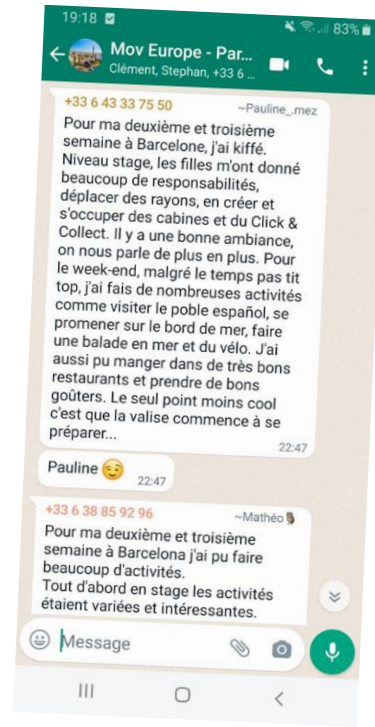 19:18
83%
Mov Europe - Par...
Clément, Stephan, +33 6 ...
+33 6 43 33 75 50
~Pauline_.mez
Pour ma deuxième et troisième
semaine à Barcelone, j'ai kiffé.
Niveau stage, les filles m'ont donné
beaucoup de responsabilités,
déplacer des rayons, en créer et
s'occuper des cabines et du Click &
Collect. Il y a une bonne ambiance,
on nous parle de plus en plus. Pour
le week-end, malgré le temps pas tit
top, j'ai fais de nombreuses activités
comme visiter le poble español, se
promener sur le bord de mer, faire
une balade en mer et du vélo. J'ai
aussi pu manger dans de très bons
restaurants et prendre de bons
goûters. Le seul point moins cool
c'est que la valise commence à se
préparer...
22:47
Pauline 😉
22:47
+33 6 38 85 92 96
~Mathéo
Pour ma deuxième et troisième
semaine à Barcelona j'ai pu faire
beaucoup d'activités.
Tout d'abord en stage les activités
étaient variées et intéressantes.
Message